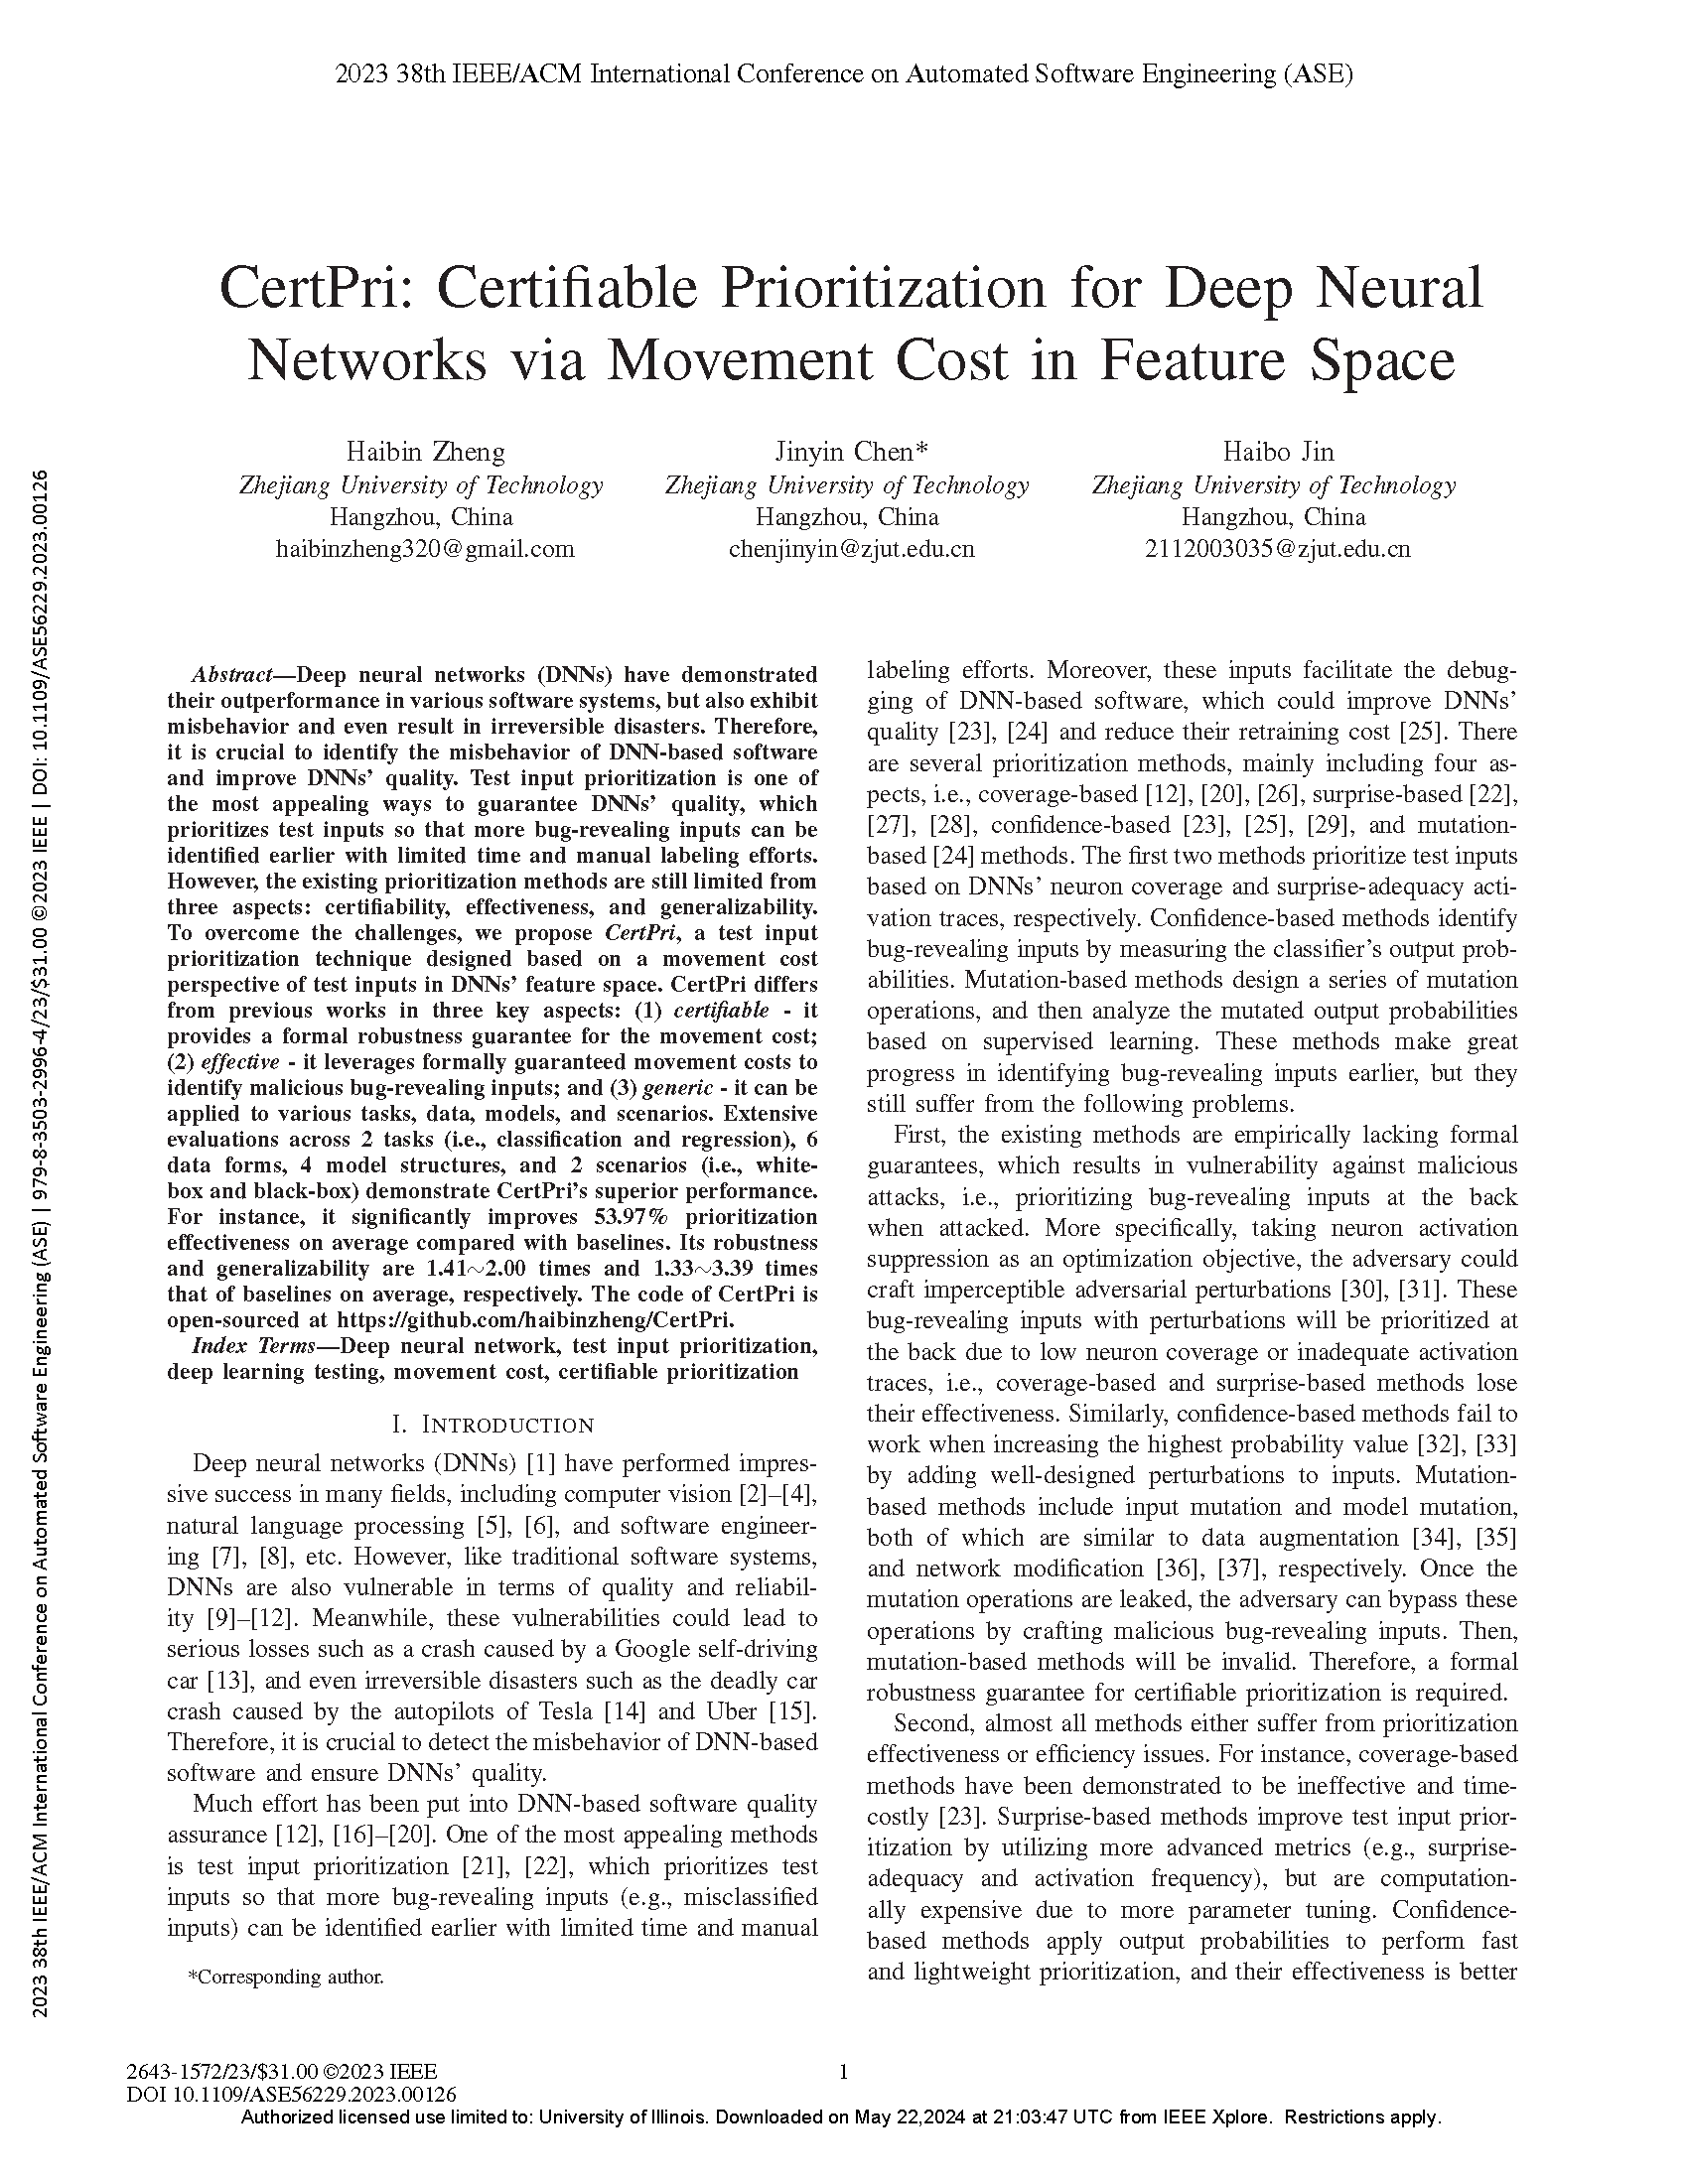 2023 38th IEEE/ACM International Conference on Automated Software Engineering (ASE)
CertPri: Certifiable Prioritization for Deep Neural
Networks via Movement Cost in Feature Space
Haibin Zheng
Zhejiang University of Technology
Hangzhou, China
haibinzheng320@gmail.com
Jinyin Chen*
Zhejiang University of Technology
Hangzhou, China
chenjinyin@zjut.edu.cn
Haibo Jin
Zhejiang University of Technology
Hangzhou, China
2112003035@zjut.edu.cn
Abstract—Deep neural networks (DNNs) have demonstrated
their outperformance in various software systems, but also exhibit
misbehavior and even result in irreversible disasters. Therefore,
it is crucial to identify the misbehavior of DNN-based software
and improve DNNs' quality. Test input prioritization is one of
the most appealing ways to guarantee DNNs' quality, which
prioritizes test inputs so that more bug-revealing inputs can be
identified earlier with limited time and manual labeling efforts.
However, the existing prioritization methods are still limited from
three aspects: certifiability, effectiveness, and generalizability.
To overcome the challenges, we propose CertPri, a test input
prioritization technique designed based on a movement cost
perspective of test inputs in DNNs' feature space. CertPri differs
from previous works in three key aspects: (1) certifiable - it
provides a formal robustness guarantee for the movement cost;
(2) effective - it leverages formally guaranteed movement costs to
identify malicious bug-revealing inputs; and (3) generic - it can be
applied to various tasks, data, models, and scenarios. Extensive
evaluations across 2 tasks (i.e., classification and regression), 6
data forms, 4 model structures, and 2 scenarios (i.e., white-
box and black-box) demonstrate CertPri's superior performance.
For instance, it significantly improves 53.97% prioritization
effectiveness on average compared with baselines. Its robustness
and generalizability are 1.41∼2.00 times and 1.33∼3.39 times
that of baselines on average, respectively. The code of CertPri is
open-sourced at https://github.com/haibinzheng/CertPri.
Index Terms—Deep neural network, test input prioritization,
deep learning testing, movement cost, certifiable prioritization
I. INTRODUCTION
Deep neural networks (DNNs) [1] have performed impres-
sive success in many fields, including computer vision [2]–[4],
natural language processing [5], [6], and software engineer-
ing [7], [8], etc. However, like traditional software systems,
DNNs are also vulnerable in terms of quality and reliabil-
ity [9]–[12]. Meanwhile, these vulnerabilities could lead to
serious losses such as a crash caused by a Google self-driving
car [13], and even irreversible disasters such as the deadly car
crash caused by the autopilots of Tesla [14] and Uber [15].
Therefore, it is crucial to detect the misbehavior of DNN-based
software and ensure DNNs' quality.
Much effort has been put into DNN-based software quality
assurance [12], [16]–[20]. One of the most appealing methods
is test input prioritization [21], [22], which prioritizes test
inputs so that more bug-revealing inputs (e.g., misclassified
inputs) can be identified earlier with limited time and manual
*Corresponding author.
labeling efforts. Moreover, these inputs facilitate the debug-
ging of DNN-based software, which could improve DNNs'
quality [23], [24] and reduce their retraining cost [25]. There
are several prioritization methods, mainly including four as-
pects, i.e., coverage-based [12], [20], [26], surprise-based [22],
[27], [28], confidence-based [23], [25], [29], and mutation-
based [24] methods. The first two methods prioritize test inputs
based on DNNs' neuron coverage and surprise-adequacy acti-
vation traces, respectively. Confidence-based methods identify
bug-revealing inputs by measuring the classifier's output prob-
abilities. Mutation-based methods design a series of mutation
operations, and then analyze the mutated output probabilities
based on supervised learning. These methods make great
progress in identifying bug-revealing inputs earlier, but they
still suffer from the following problems.
First, the existing methods are empirically lacking formal
guarantees, which results in vulnerability against malicious
attacks, i.e., prioritizing bug-revealing inputs at the back
when attacked. More specifically, taking neuron activation
suppression as an optimization objective, the adversary could
craft imperceptible adversarial perturbations [30], [31]. These
bug-revealing inputs with perturbations will be prioritized at
the back due to low neuron coverage or inadequate activation
traces, i.e., coverage-based and surprise-based methods lose
their effectiveness. Similarly, confidence-based methods fail to
work when increasing the highest probability value [32], [33]
by adding well-designed perturbations to inputs. Mutation-
based methods include input mutation and model mutation,
both of which are similar to data augmentation [34], [35]
and network modification [36], [37], respectively. Once the
mutation operations are leaked, the adversary can bypass these
operations by crafting malicious bug-revealing inputs. Then,
mutation-based methods will be invalid. Therefore, a formal
robustness guarantee for certifiable prioritization is required.
Second, almost all methods either suffer from prioritization
effectiveness or efficiency issues. For instance, coverage-based
methods have been demonstrated to be ineffective and time-
costly [23]. Surprise-based methods improve test input prior-
itization by utilizing more advanced metrics (e.g., surprise-
adequacy and activation frequency), but are computation-
ally expensive due to more parameter tuning. Confidence-
based methods apply output probabilities to perform fast
and lightweight prioritization, and their effectiveness is better
2023 38th IEEE/ACM International Conference on Automated Software Engineering (ASE) | 979-8-3503-2996-4/23/$31.00 ©2023 IEEE | DOI: 10.1109/ASE56229.2023.00126
2643-1572/23/$31.00 ©2023 IEEE
DOI 10.1109/ASE56229.2023.00126
1
Authorized licensed use limited to: University of Illinois. Downloaded on May 22,2024 at 21:03:47 UTC from IEEE Xplore. Restrictions apply.